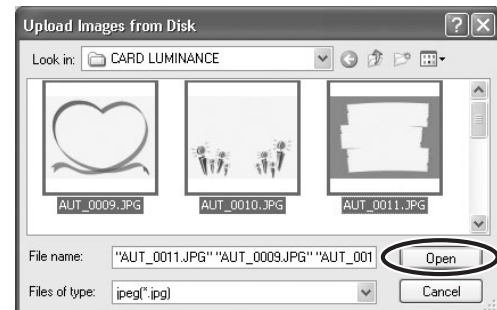 Upload Images from Disk
Look in: CARD LUMINANCE
AUT_0009.JPG AUT_0010.JPG AUT_0011.JPG
File name: "AUT_0011.JPG" "AUT_0009.JPG" "AUT_001 Open
Files of type: jpeg(*.jpg) Cancel